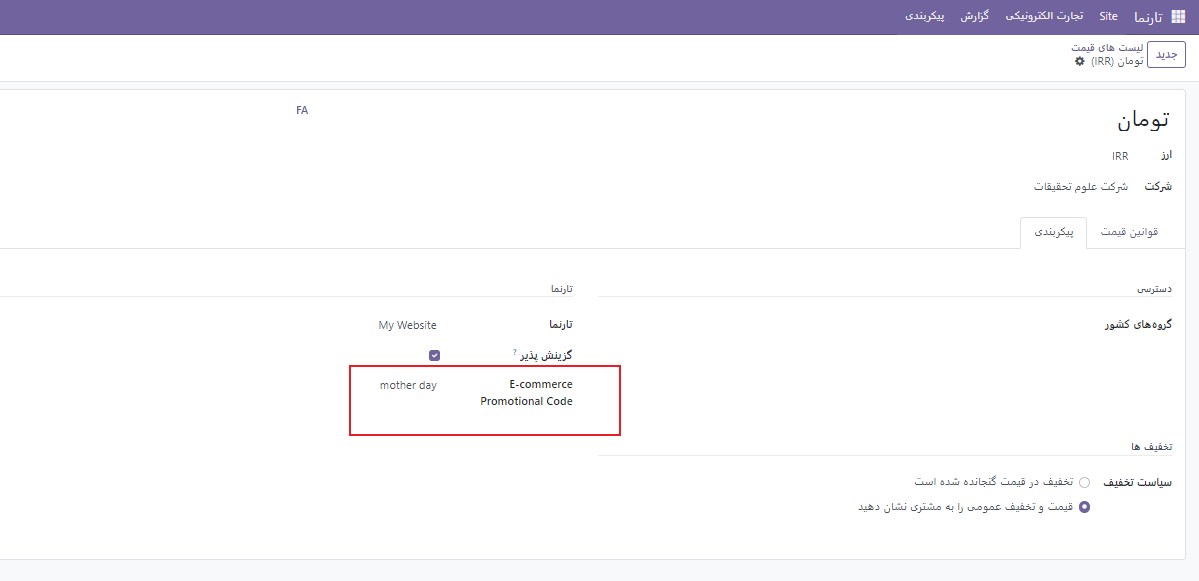 تارنما Site تجارت الکترونیکی گزارش پیکربندی
جدید
لیست های قیمت
تومان (IRR)
FA
تومان
ارز IRR
شرکت شرکت علوم تحقیقات
قوانین قیمت پیکربندی
دسترسی
گروه‌های کشور
تارنما
تارنما My Website
گزینش پذیر ?
E-commerce mother day
Promotional Code
تخفیف ها
سیاست تخفیف تخفیف در قیمت گنجانده شده است
قیمت و تخفیف عمومی را به مشتری نشان دهید